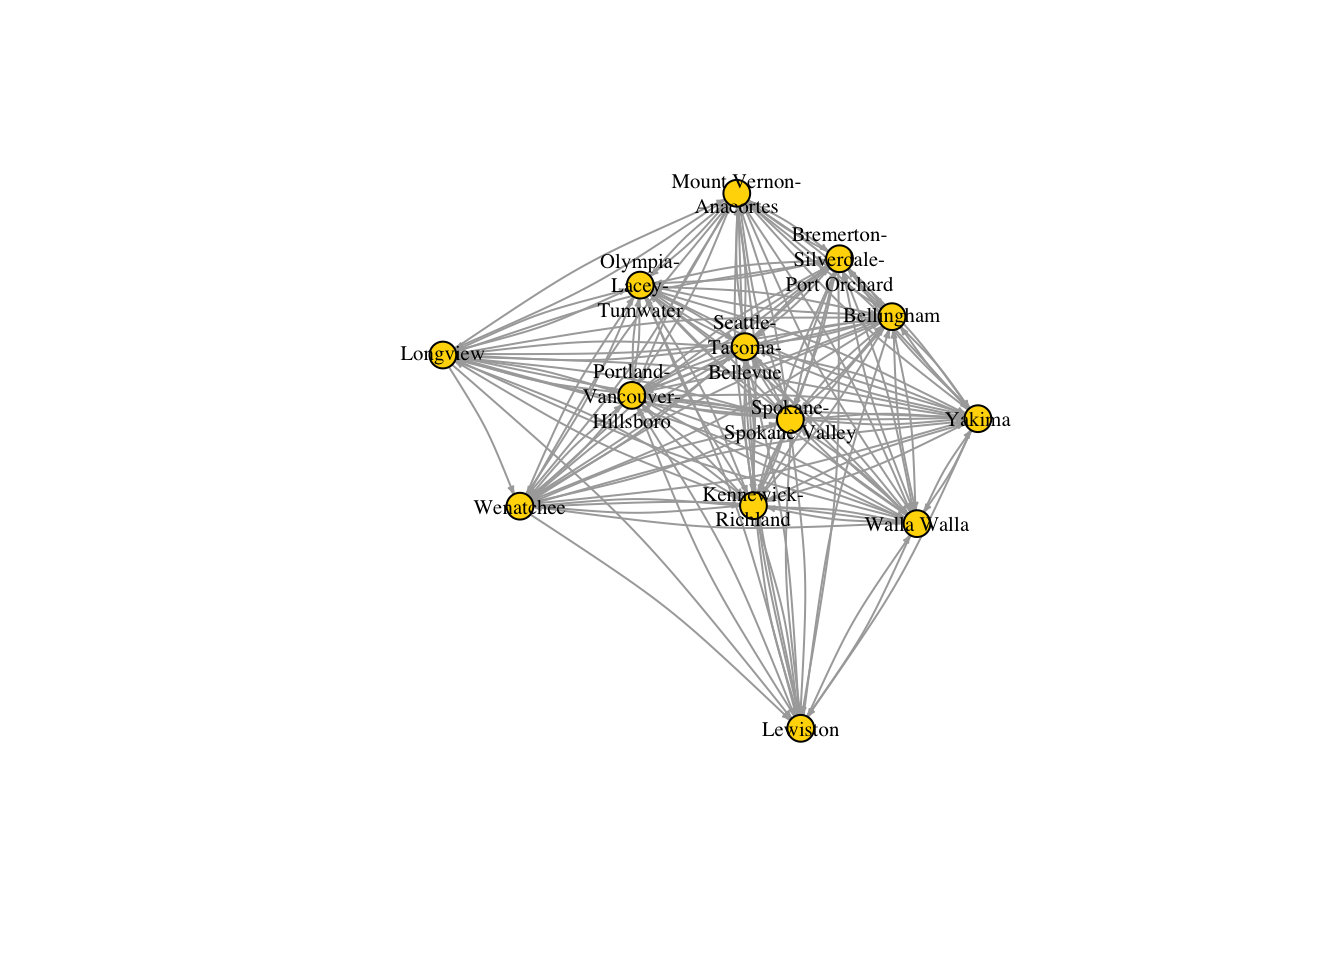 Mount Vernon-
Anacortes
Bremerton-
Silverdale-
Port Orchard
Olympia-
Lacey-
Tumwater
Bellingham
Seattle-
Tacoma-
Bellevue
Longview
Portland-
Vancouver-
Hillsboro
Spokane-
Spokane Valley
Yakima
Kennewick-
Richland
Wenatchee
Walla Walla
Lewiston